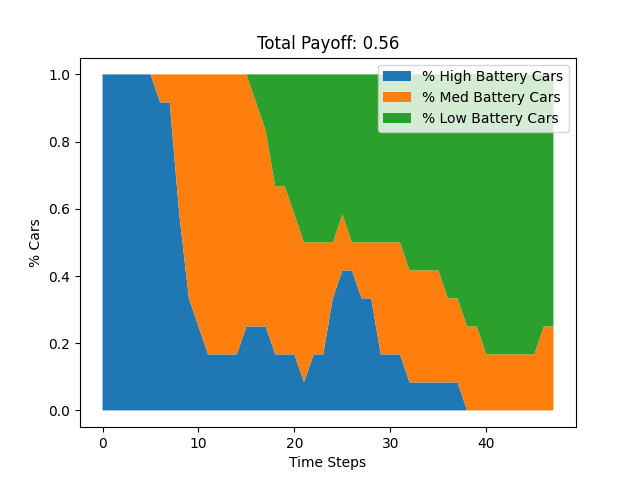 Total Payoff: 0.56
% High Battery Cars
% Med Battery Cars
% Low Battery Cars
1.0
0.8
0.6
0.4
0.2
0.0
% Cars
0 10 20 30 40
Time Steps